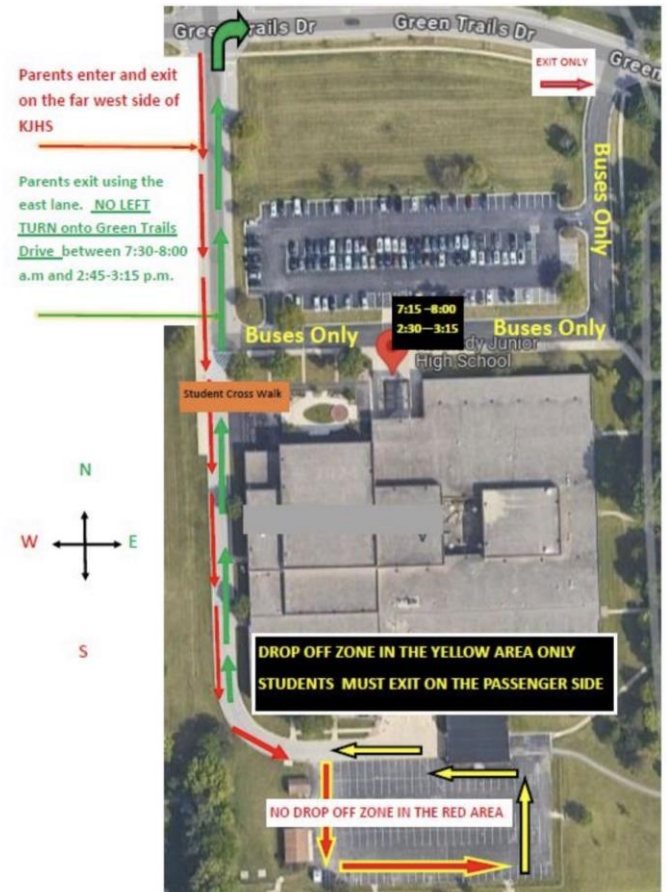 Green Trails Dr
Green Trails Dr
Green
EXIT ONLY
Parents enter and exit
on the far west side of
KJHS
Parents exit using the
east lane. NO LEFT
TURN onto Green Trails
Drive between 7:30-8:00
a.m and 2:45-3:15 p.m.
Buses Only
7:15 –8:00
2:30—3:15
Buses Only
Buses Only
dy Junior
High School
Student Cross Walk
N
W
E
S
v
DROP OFF ZONE IN THE YELLOW AREA ONLY
STUDENTS MUST EXIT ON THE PASSENGER SIDE
NO DROP OFF ZONE IN THE RED AREA